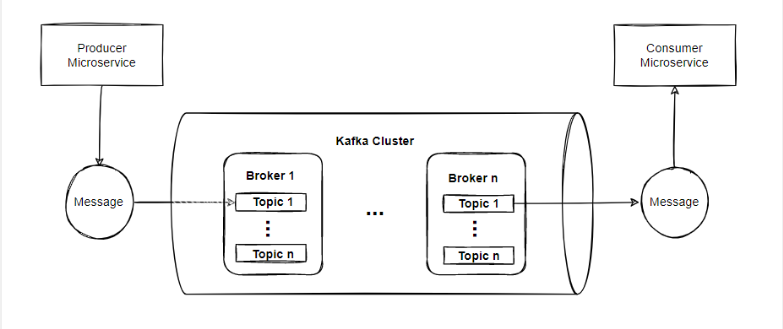 Producer
Microservice
Consumer
Microservice
Kafka Cluster
Broker 1
Broker n
Message
Topic 1
...
Topic 1
Message
Topic n
Topic n